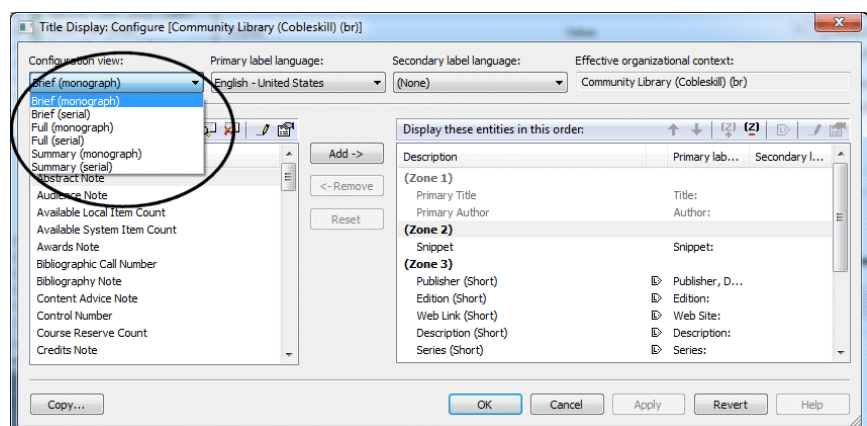 Title Display: Configure [Community Library (Cobleskill) (br)]
Configuration view: Primary label language: Secondary label language: Effective organizational context:
Brief (monograph) English - United States (None) Community Library (Cobleskill) (br)
Brief (monograph)
Brief (serial)
Full (monograph)
Full (serial)
Summary (monograph)
Summary (serial)
Abstract Note
Audience Note
Available Local Item Count
Available System Item Count
Awards Note
Bibliographic Call Number
Bibliography Note
Content Advice Note
Control Number
Course Reserve Count
Credits Note
Add ->
<- Remove
Reset
Display these entities in this order:
Description Primary lab... Secondary l...
(Zone 1)
Primary Title Title:
Primary Author Author:
(Zone 2)
Snippet Snippet:
(Zone 3)
Publisher (Short) Publisher, D...
Edition (Short) Edition:
Web Link (Short) Web Site:
Description (Short) Description:
Series (Short) Series:
Copy... OK Cancel Apply Revert Help